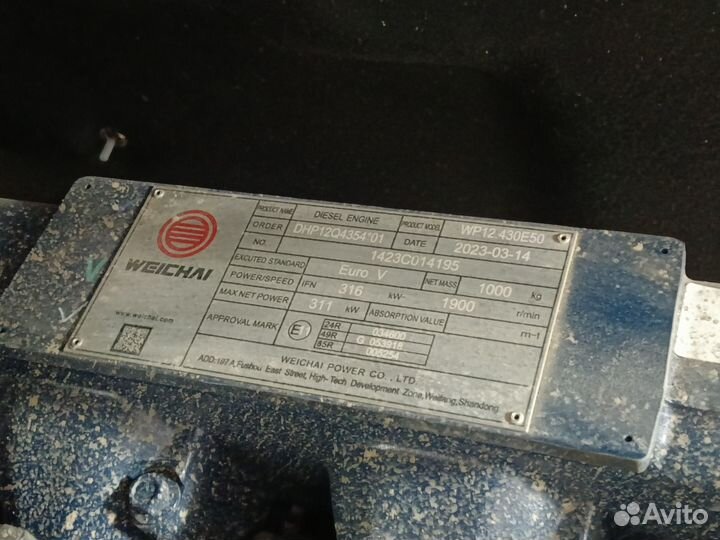 WEICHAI
www.weichai.com
PRODUCT NAME DIESEL ENGINE PRODUCT MODEL WP12.430E50
ORDER DHP12Q4354*01 DATE 2023-03-14
NO. 1423C014195
EXCUTED STANDARD Euro V NET MASS 1000 kg
POWER/SPEED IFN 316 kW- 1900 r/min
MAX NET POWER 311 kW ABSORPTION VALUE m-1
APPROVAL MARK E
24R 034600
49R G
85R 005254
WEICHAI POWER CO., LTD.
ADD:197 A,Fushou East Street, High-Tech Development Zone,Weifang,Shandong
Avito